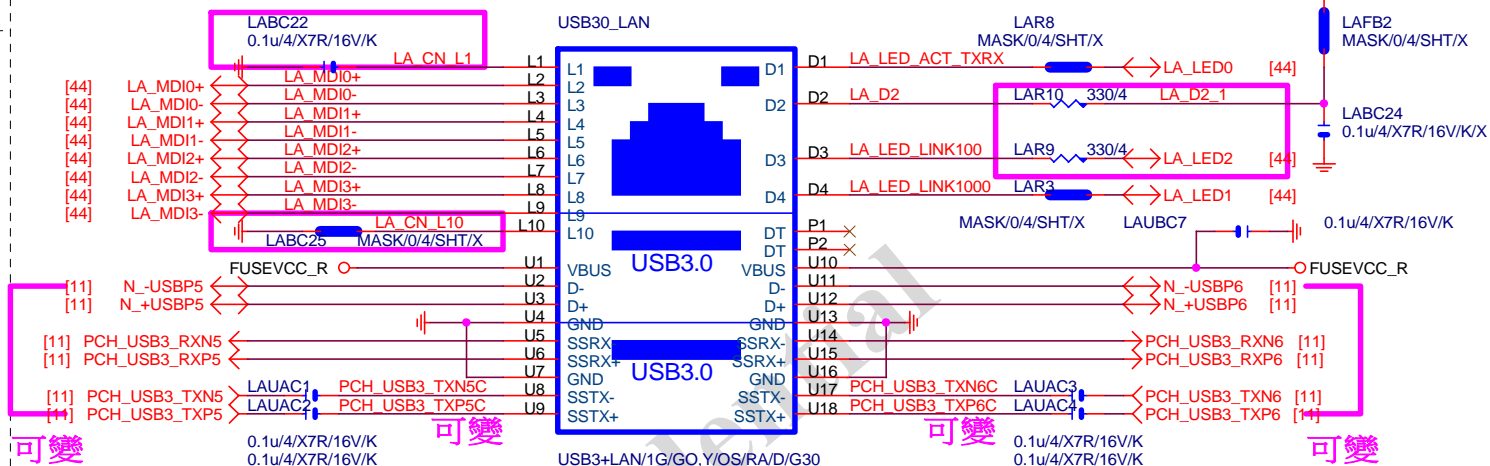 LABC22 USB30_LAN LAR8 LAFB2
0.1u/4/X7R/16V/K MASK/0/4/SHT/X MASK/0/4/SHT/X
LA_CN_L1 L1 L1 D1 D1 LA_LED_ACT_TXRX LA_LED0 [44]
[44] LA_MDI0+ LA_MDI0+ L2 L2
[44] LA_MDI0- LA_MDI0- L3 L3 D2 D2 LA_D2 LAR10 330/4 LA_D2_1
[44] LA_MDI1+ LA_MDI1+ L4 L4 LABC24
[44] LA_MDI1- LA_MDI1- L5 L5 0.1u/4/X7R/16V/K/X
[44] LA_MDI2+ LA_MDI2+ L6 L6 D3 D3 LA_LED_LINK100 LAR9 330/4 LA_LED2 [44]
[44] LA_MDI2- LA_MDI2- L7 L7
[44] LA_MDI3+ LA_MDI3+ L8 L8 D4 D4 LA_LED_LINK1000 LAR3 LA_LED1 [44]
[44] LA_MDI3- LA_MDI3- L9 L9
LA_CN_L10 L10 L10 DT P1 MASK/0/4/SHT/X LAUBC7 0.1u/4/X7R/16V/K
LABC25 MASK/0/4/SHT/X DT P2
FUSEVCC_R U1 VBUS USB3.0 VBUS U10 FUSEVCC_R
[11] N_-USBP5 U2 D- D- U11 N_-USBP6 [11]
[11] N_+USBP5 U3 D+ D+ U12 N_+USBP6 [11]
U4 GND GND U13
[11] PCH_USB3_RXN5 U5 SSRX- SSRX- U14 PCH_USB3_RXN6 [11]
[11] PCH_USB3_RXP5 U6 SSRX+ SSRX+ U15 PCH_USB3_RXP6 [11]
U7 GND USB3.0 GND U16
[11] PCH_USB3_TXN5 LAUAC1 PCH_USB3_TXN5C U8 SSTX- SSTX- U17 PCH_USB3_TXN6C LAUAC3 PCH_USB3_TXN6 [11]
[11] PCH_USB3_TXP5 LAUAC2 PCH_USB3_TXP5C U9 SSTX+ SSTX+ U18 PCH_USB3_TXP6C LAUAC4 PCH_USB3_TXP6 [11]
可變 可變 可變 可變
0.1u/4/X7R/16V/K 0.1u/4/X7R/16V/K
0.1u/4/X7R/16V/K USB3+LAN/1G/GO,Y/OS/RA/D/G30 0.1u/4/X7R/16V/K